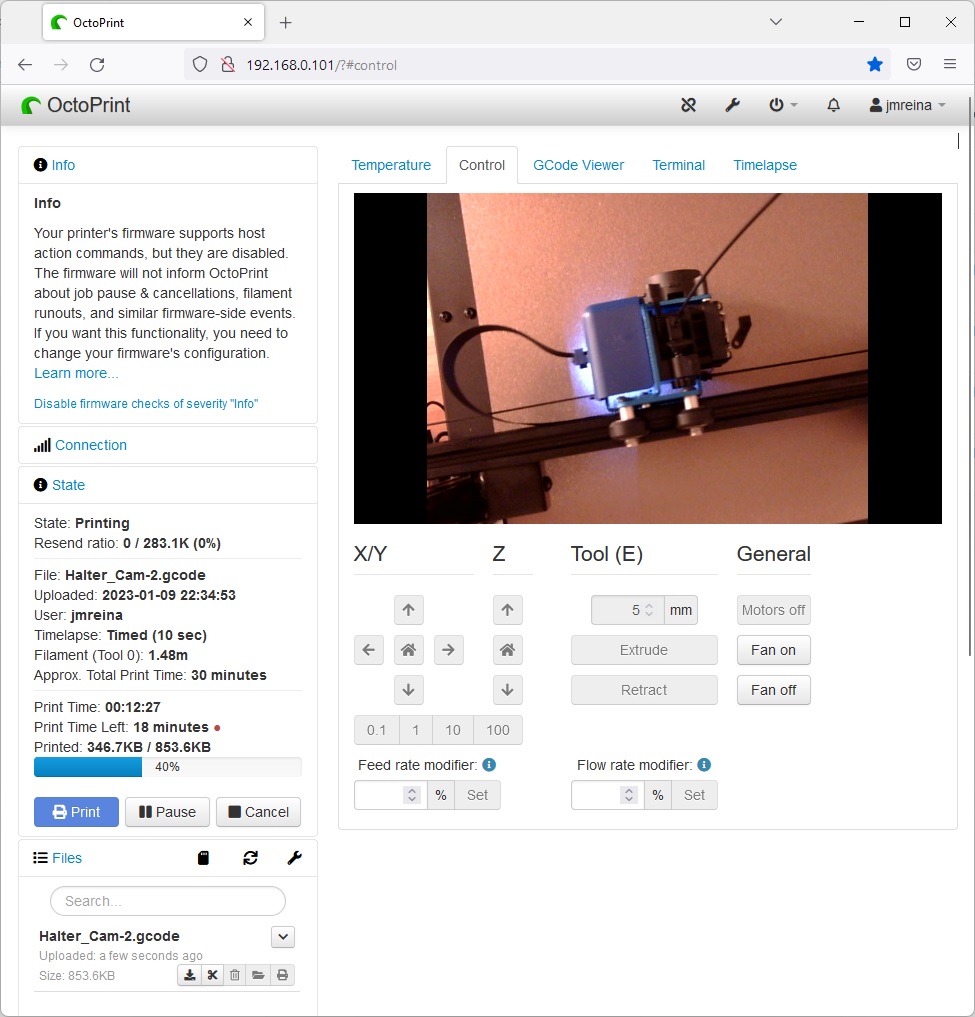 OctoPrint
192.168.0.101/?#control
OctoPrint
jmreina
Info
Info
Your printer's firmware supports host
action commands, but they are disabled.
The firmware will not inform OctoPrint
about job pause & cancellations, filament
runouts, and similar firmware-side events.
If you want this functionality, you need to
change your firmware's configuration.
Learn more...
Disable firmware checks of severity "Info"
Connection
State
State: Printing
Resend ratio: 0 / 283.1K (0%)
File: Halter_Cam-2.gcode
Uploaded: 2023-01-09 22:34:53
User: jmreina
Timelapse: Timed (10 sec)
Filament (Tool 0): 1.48m
Approx. Total Print Time: 30 minutes
Print Time: 00:12:27
Print Time Left: 18 minutes
Printed: 346.7KB / 853.6KB
40%
Print Pause Cancel
Files
Search...
Halter_Cam-2.gcode
Uploaded: a few seconds ago
Size: 853.6KB
Temperature Control GCode Viewer Terminal Timelapse
X/Y Z Tool (E) General
5 mm Motors off
Extrude Fan on
Retract Fan off
0.1 1 10 100
Feed rate modifier: Flow rate modifier:
% Set % Set